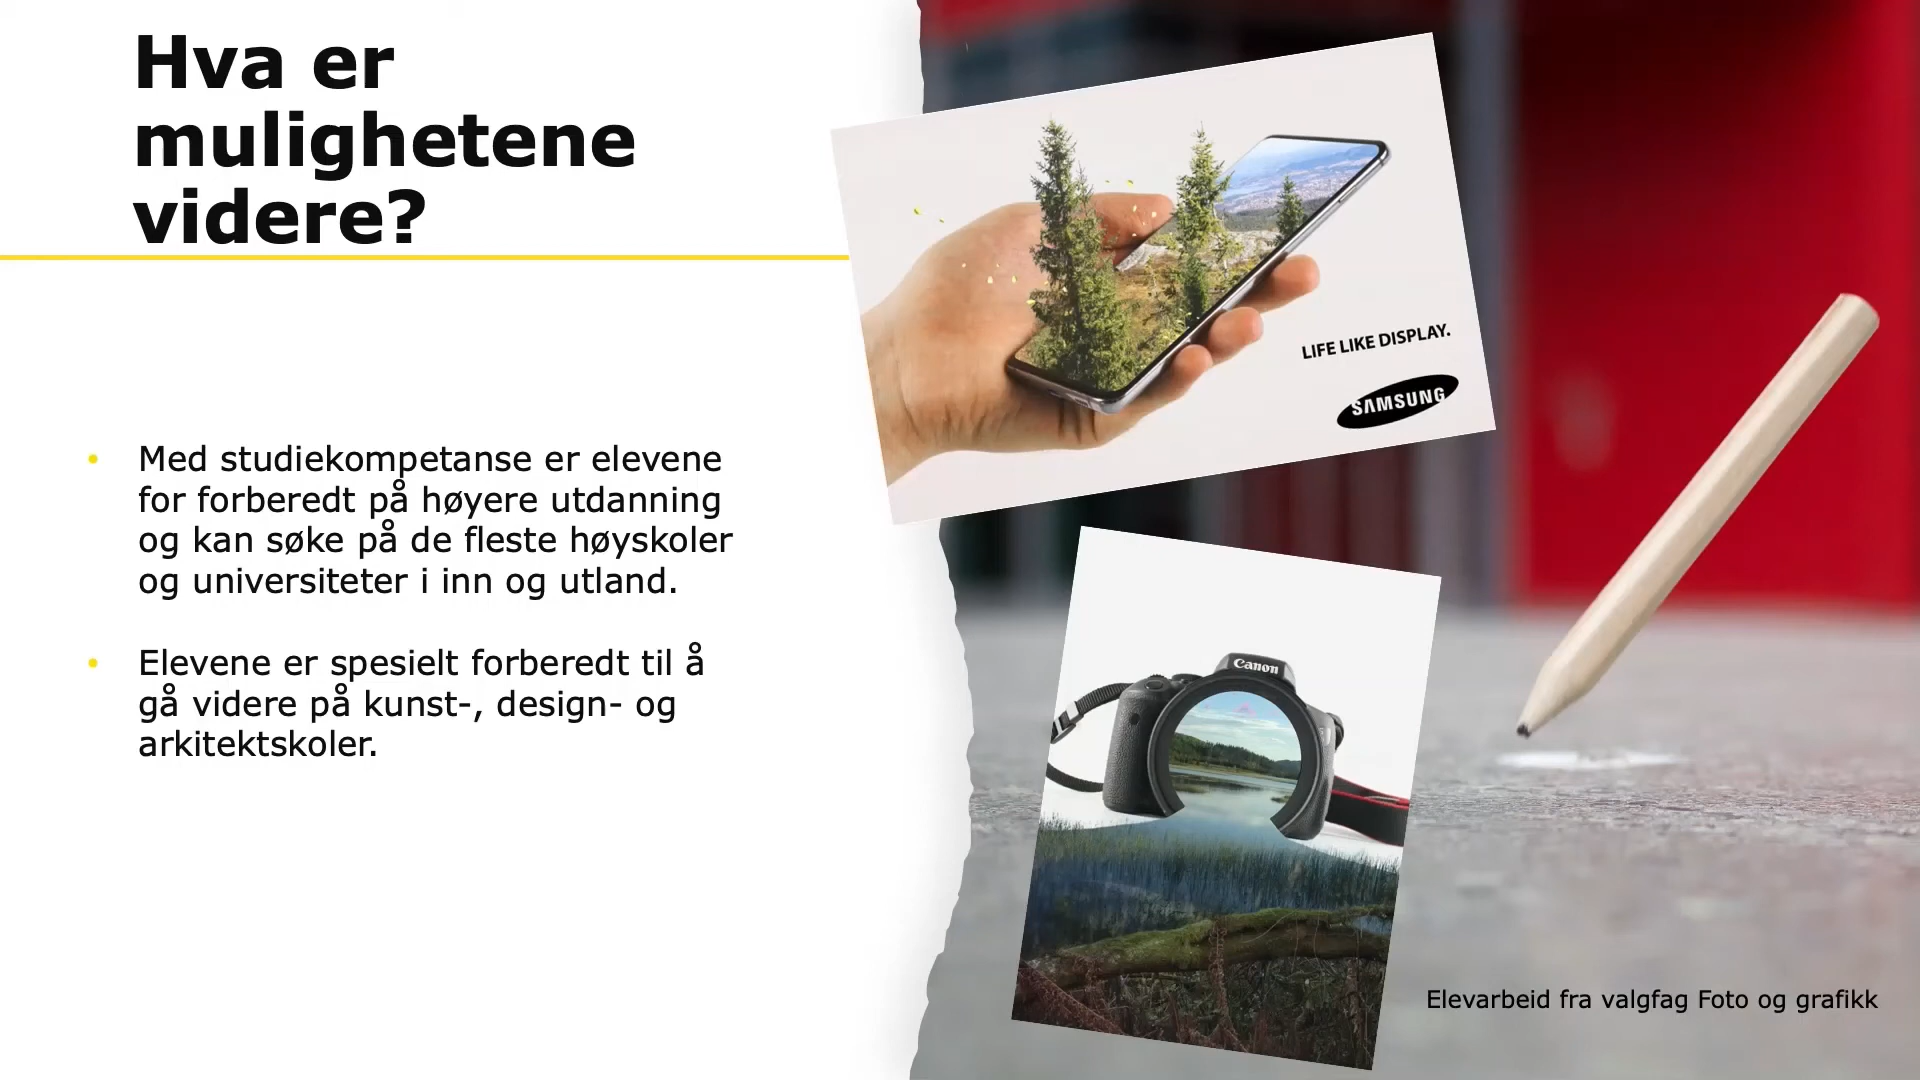 Hva er
mulighetene
videre?
• Med studiekompetanse er elevene
for forberedt på høyere utdanning
og kan søke på de fleste høyskoler
og universiteter i inn og utland.
• Elevene er spesielt forberedt til å
gå videre på kunst-, design- og
arkitektskoler.
LIFE LIKE DISPLAY.
SAMSUNG
Canon
Elevarbeid fra valgfag Foto og grafikk